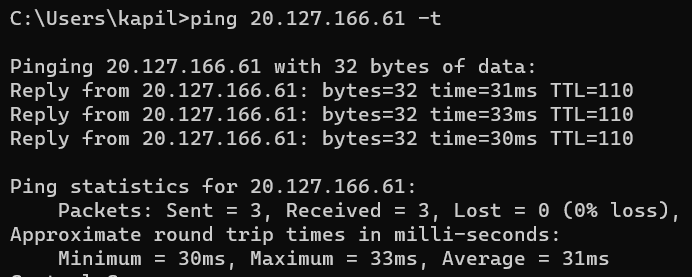 C:\Users\kapil>ping 20.127.166.61 -t
Pinging 20.127.166.61 with 32 bytes of data:
Reply from 20.127.166.61: bytes=32 time=31ms TTL=110
Reply from 20.127.166.61: bytes=32 time=33ms TTL=110
Reply from 20.127.166.61: bytes=32 time=30ms TTL=110
Ping statistics for 20.127.166.61:
    Packets: Sent = 3, Received = 3, Lost = 0 (0% loss),
Approximate round trip times in milli-seconds:
    Minimum = 30ms, Maximum = 33ms, Average = 31ms